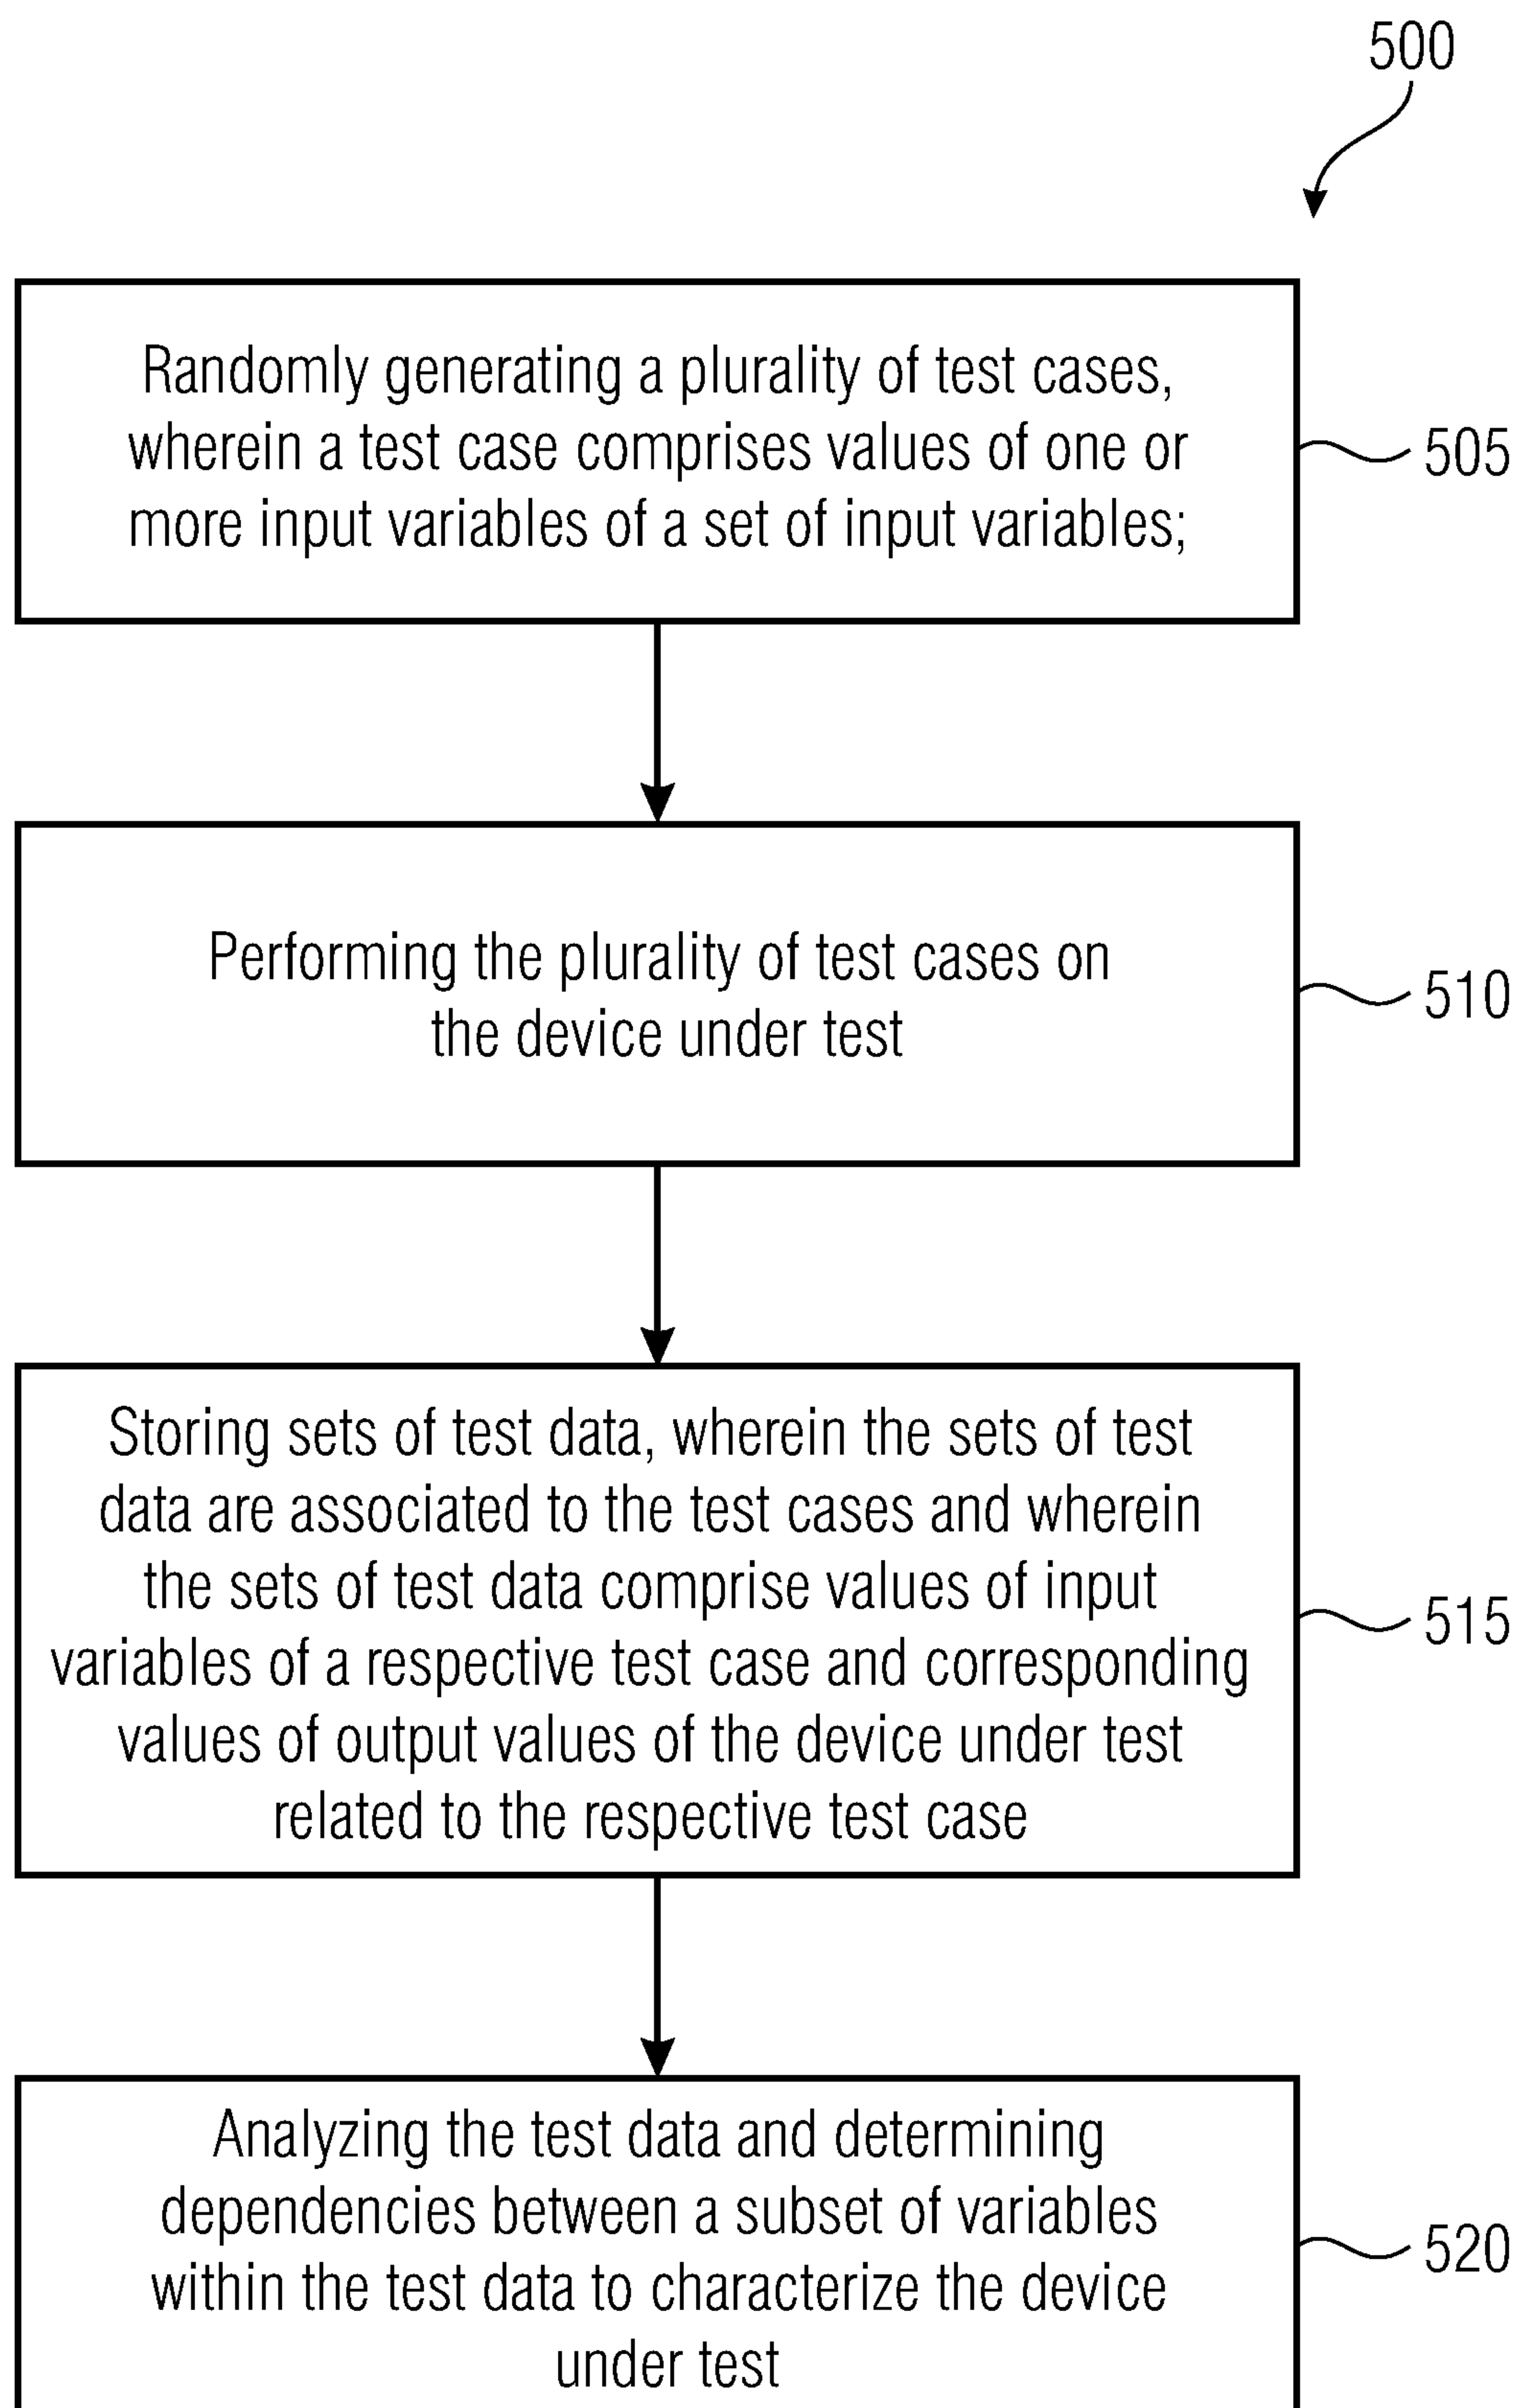 500
Randomly generating a plurality of test cases,
wherein a test case comprises values of one or
more input variables of a set of input variables;
505
Performing the plurality of test cases on
the device under test
510
Storing sets of test data, wherein the sets of test
data are associated to the test cases and wherein
the sets of test data comprise values of input
variables of a respective test case and corresponding
values of output values of the device under test
related to the respective test case
515
Analyzing the test data and determining
dependencies between a subset of variables
within the test data to characterize the device
under test
520